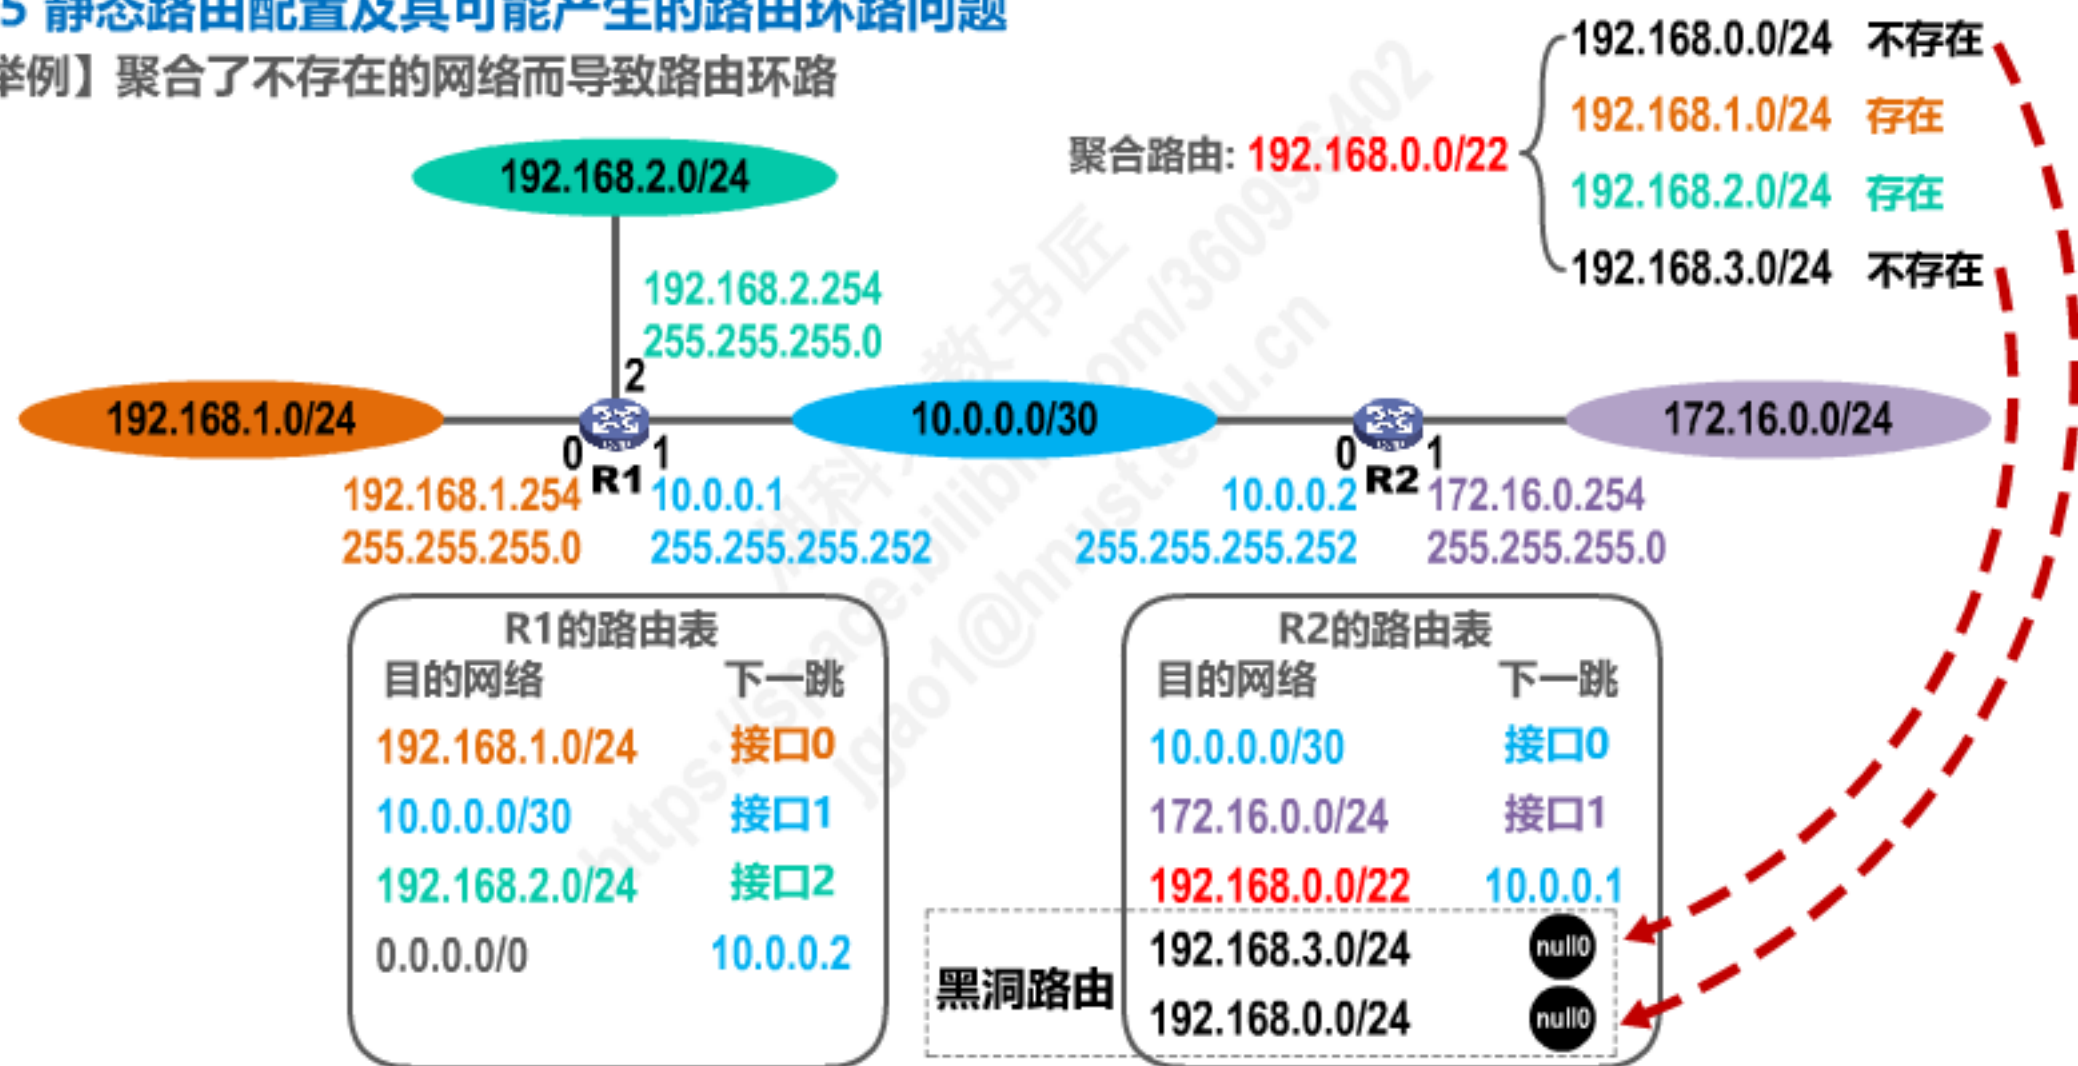 5 静态路由配置及其可能产生的路由环路问题
举例】聚合了不存在的网络而导致路由环路
192.168.0.0/24 不存在
192.168.1.0/24 存在
聚合路由: 192.168.0.0/22
192.168.2.0/24 存在
192.168.3.0/24 不存在
192.168.2.0/24
192.168.2.254
255.255.255.0
2
192.168.1.0/24
10.0.0.0/30
172.16.0.0/24
0 R1 1
0 R2 1
192.168.1.254
255.255.255.0
10.0.0.1
255.255.255.252
10.0.0.2
255.255.255.252
172.16.0.254
255.255.255.0
R1的路由表
目的网络 下一跳
192.168.1.0/24 接口0
10.0.0.0/30 接口1
192.168.2.0/24 接口2
0.0.0.0/0 10.0.0.2
R2的路由表
目的网络 下一跳
10.0.0.0/30 接口0
172.16.0.0/24 接口1
192.168.0.0/22 10.0.0.1
黑洞路由
192.168.3.0/24 null0
192.168.0.0/24 null0
教书匠
jgao1@hnust.edu.cn